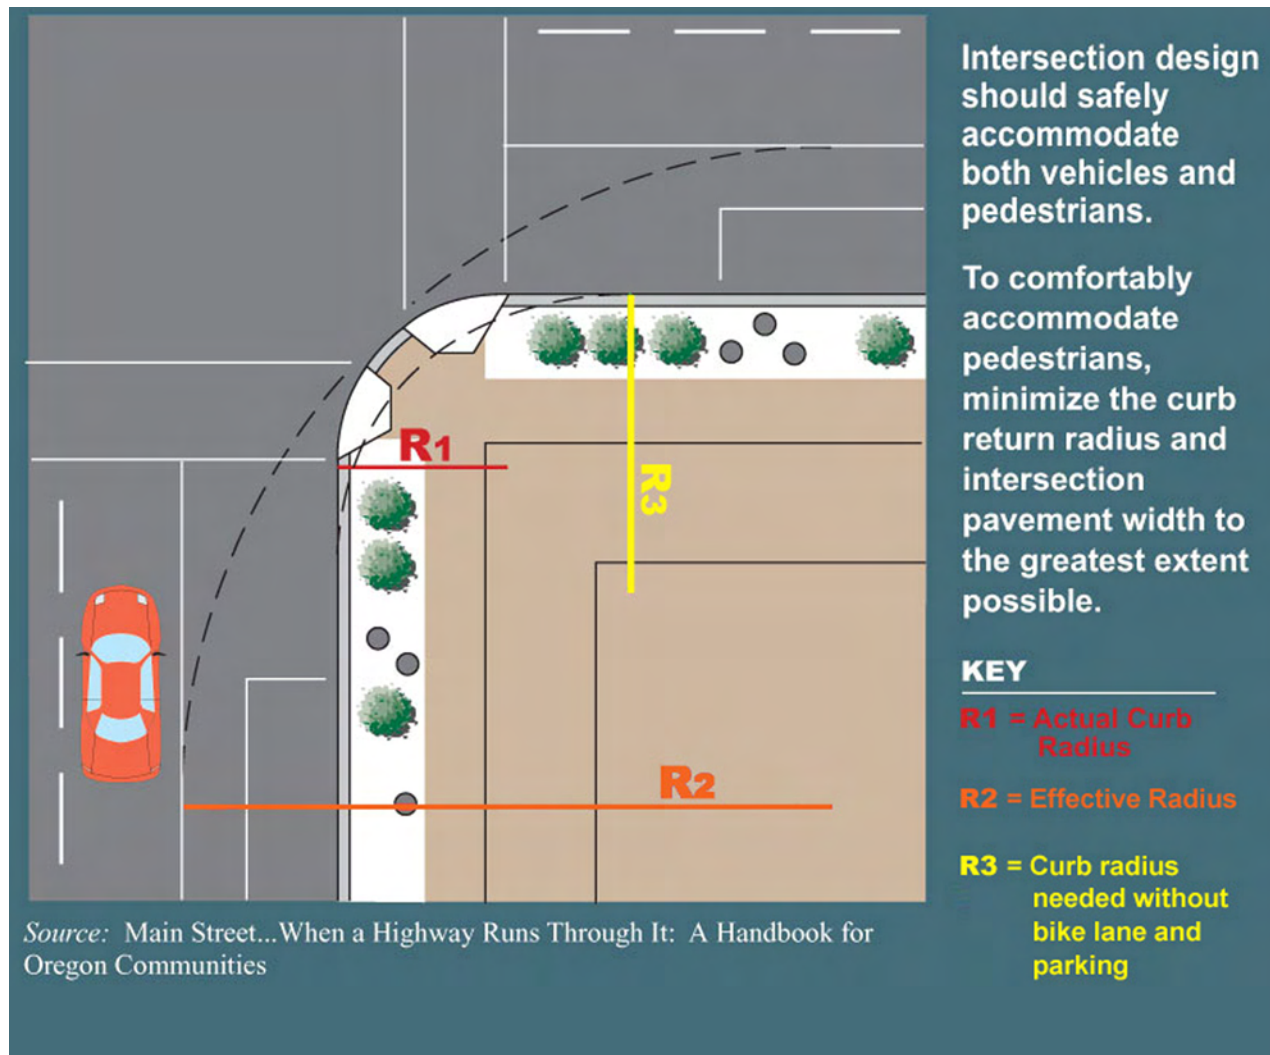 Intersection design
should safely
accommodate
both vehicles and
pedestrians.
To comfortably
accommodate
pedestrians,
minimize the curb
return radius and
intersection
pavement width to
the greatest extent
possible.
KEY
R1 = Actual Curb
Radius
R2 = Effective Radius
R3 = Curb radius
needed without
bike lane and
parking
R1
R3
R2
Source: Main Street...When a Highway Runs Through It: A Handbook for
Oregon Communities